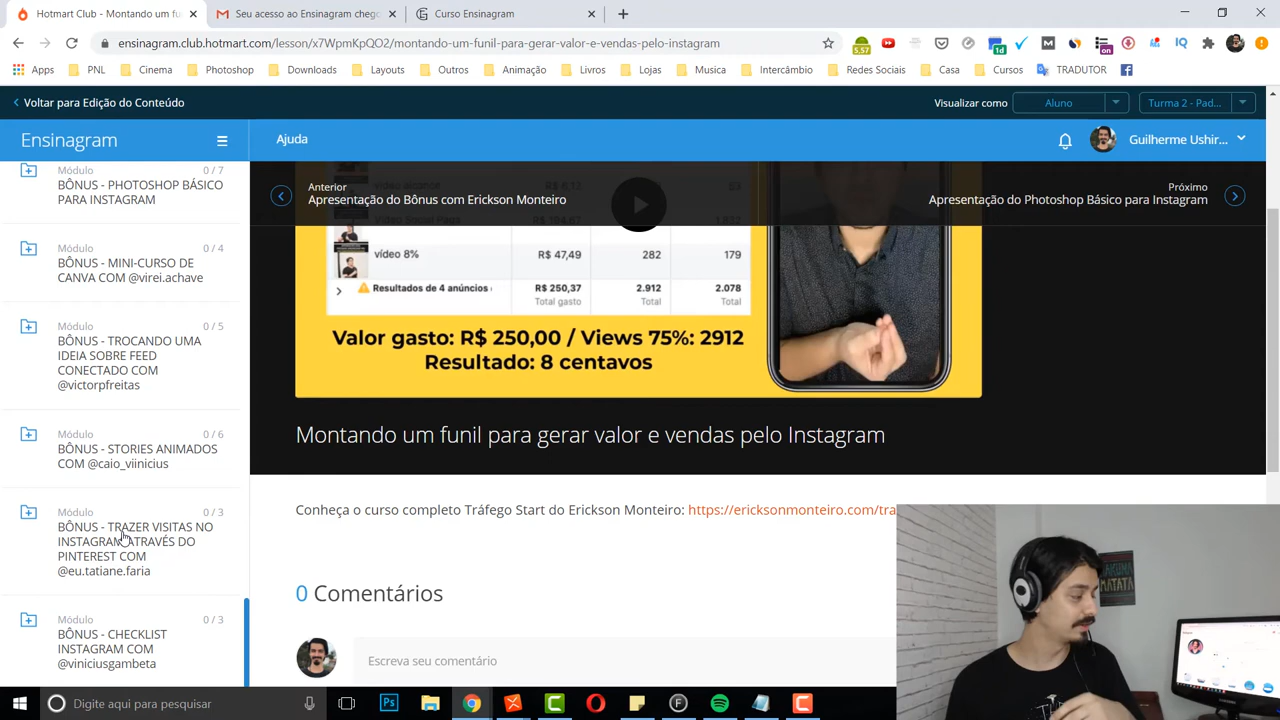 Hotmart Club - Montando um fun
Seu acesso ao Ensinagram cheg
Curso Ensinagram
ensinagram.club.hotmart.com/lesson/x7WpmKpQO2/montando-um-funil-para-gerar-valor-e-vendas-pelo-instagram
5,57
1d
on
IQ
Apps
PNL
Cinema
Photoshop
Downloads
Layouts
Outros
Animação
Livros
Lojas
Musica
Intercâmbio
Redes Sociais
Casa
Cursos
TRADUTOR
Voltar para Edição do Conteúdo
Visualizar como
Aluno
Turma 2 - Pad...
Ensinagram
Ajuda
Guilherme Ushir...
Módulo 0 / 7
BÔNUS - PHOTOSHOP BÁSICO
PARA INSTAGRAM
Módulo 0 / 4
BÔNUS - MINI-CURSO DE
CANVA COM @virei.achave
Módulo 0 / 5
BÔNUS - TROCANDO UMA
IDEIA SOBRE FEED
CONECTADO COM
@victorpfreitas
Módulo 0 / 6
BÔNUS - STORIES ANIMADOS
COM @caio_viinicius
Módulo 0 / 3
BÔNUS - TRAZER VISITAS NO
INSTAGRAM ATRAVÉS DO
PINTEREST COM
@eu.tatiane.faria
Módulo 0 / 3
BÔNUS - CHECKLIST
INSTAGRAM COM
@viniciusgambeta
Anterior
Apresentação do Bônus com Erickson Monteiro
Próximo
Apresentação do Photoshop Básico para Instagram
vídeo 8% R$ 47,49 282 179
Resultados de 4 anúncios R$ 250,37 2.912 2.078
Total gasto Total Total
Valor gasto: R$ 250,00 / Views 75%: 2912
Resultado: 8 centavos
Montando um funil para gerar valor e vendas pelo Instagram
Conheça o curso completo Tráfego Start do Erickson Monteiro: https://ericksonmonteiro.com/tra
0 Comentários
Escreva seu comentário
MATATA
Digite aqui para pesquisar
Ps